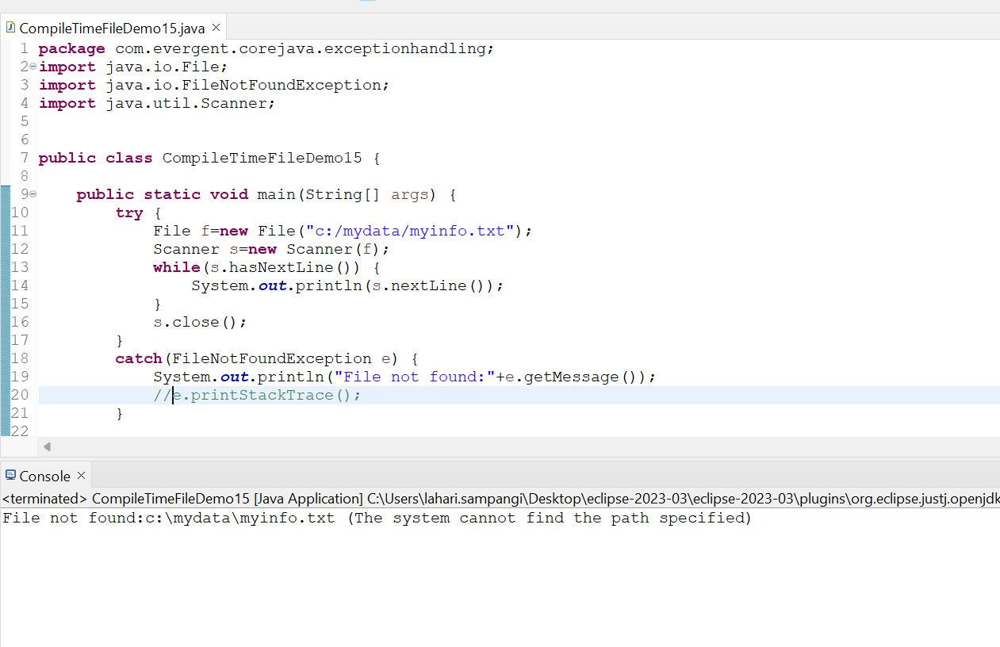 CompileTimeFileDemo15.java
1 package com.evergent.corejava.exceptionhandling;
2 import java.io.File;
3 import java.io.FileNotFoundException;
4 import java.util.Scanner;
5
6
7 public class CompileTimeFileDemo15 {
8
9     public static void main(String[] args) {
10         try {
11             File f=new File("c:/mydata/myinfo.txt");
12             Scanner s=new Scanner(f);
13             while(s.hasNextLine()) {
14                 System.out.println(s.nextLine());
15             }
16             s.close();
17         }
18         catch(FileNotFoundException e) {
19             System.out.println("File not found:"+e.getMessage());
20             //e.printStackTrace();
21         }
22
Console
<terminated> CompileTimeFileDemo15 [Java Application] C:\Users\lahari.sampangi\Desktop\eclipse-2023-03\eclipse-2023-03\plugins\org.eclipse.justj.openjdk
File not found:c:\mydata\myinfo.txt (The system cannot find the path specified)